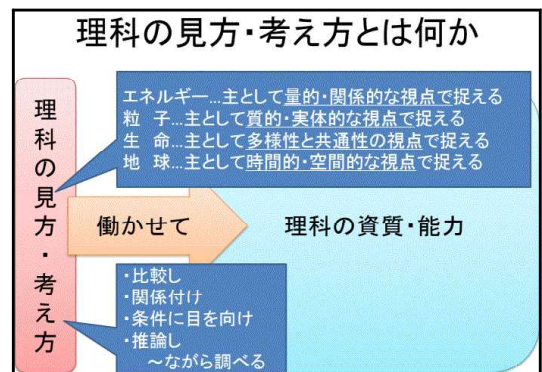 理科の見方・考え方とは何か
理科の見方・考え方
エネルギー…主として量的・関係的な視点で捉える
粒　子…主として質的・実体的な視点で捉える
生　命…主として多様性と共通性の視点で捉える
地　球…主として時間的・空間的な視点で捉える
働かせて
理科の資質・能力
・比較し
・関係付け
・条件に目を向け
・推論し
～ながら調べる